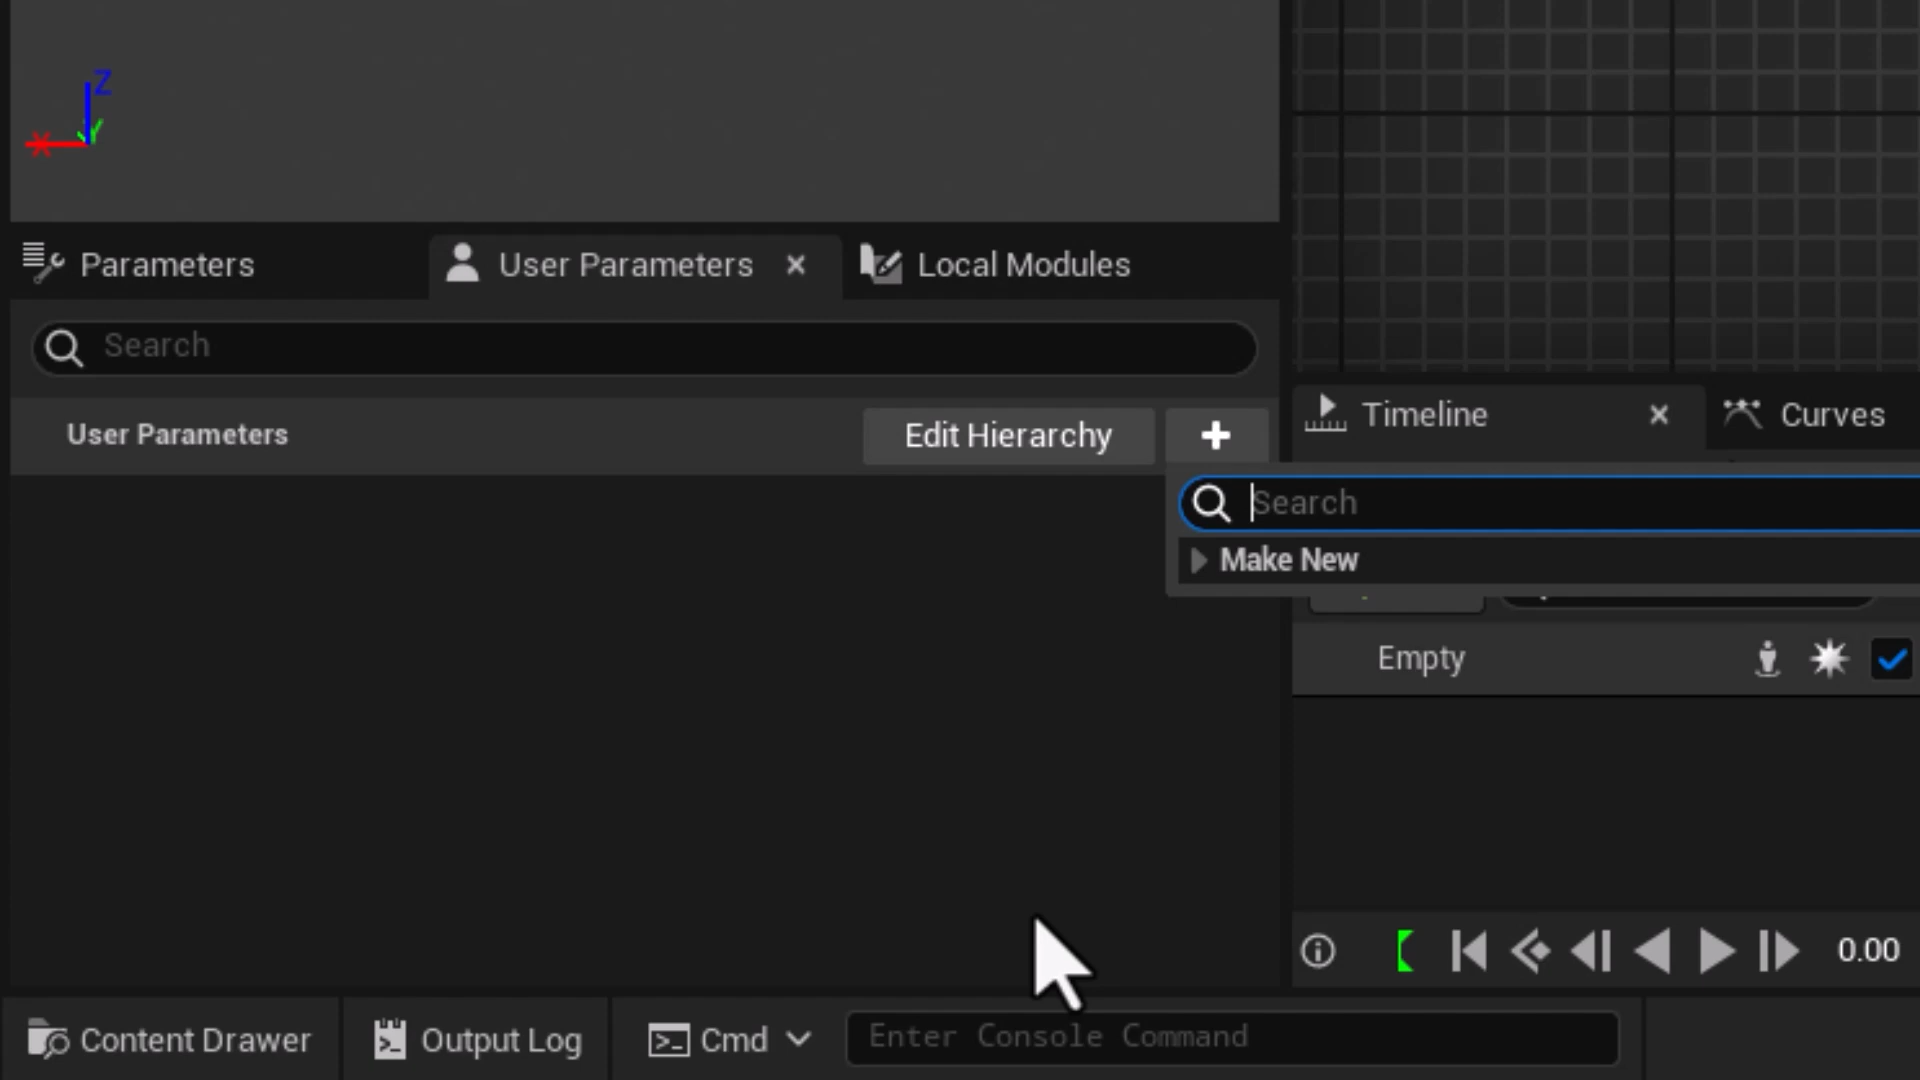 Z
Y
X
Parameters
User Parameters
Local Modules
Search
User Parameters
Edit Hierarchy
Timeline
Curves
Search
Make New
Empty
0.00
Content Drawer
Output Log
Cmd
Enter Console Command